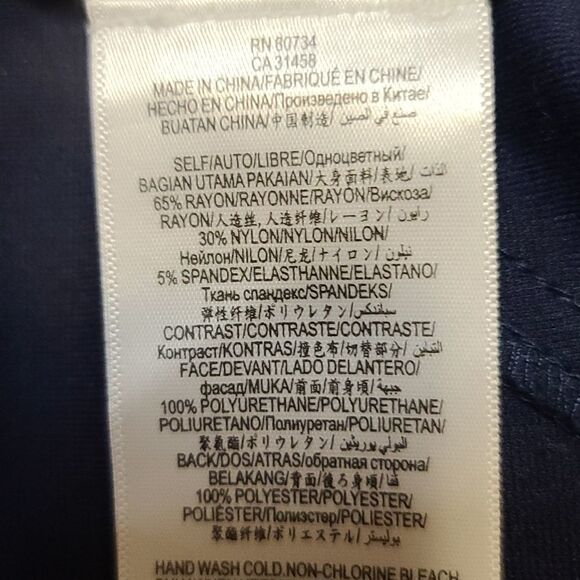 RN 60734
CA 31458
MADE IN CHINA/FABRIQUÉ EN CHINE/
HECHO EN CHINA/Произведено в Китае/
BUATAN CHINA/中国制造/ صنع في الصين
SELF/AUTO/LIBRE/Одноцветный/
BAGIAN UTAMA PAKAIAN/大身面料/表地/ الذات
65% RAYON/RAYONNE/RAYON/Вискоза/
RAYON/人造丝, 人造纤维/レーヨン/ رايون
30% NYLON/NYLON/NILON/
Нейлон/NILON/尼龙/ナイロン/ نيلون
5% SPANDEX/ELASTHANNE/ELASTANO/
Ткань спандекс/SPANDEKS/
弹性纤维/ポリウレタン/ سباندكس
CONTRAST/CONTRASTE/CONTRASTE/
Контраст/KONTRAS/撞色布/切替部分/ التباين
FACE/DEVANT/LADO DELANTERO/
фасад/MUKA/前面/前身頃/ جبهة
100% POLYURETHANE/POLYURETHANE/
POLIURETANO/Полиуретан/POLIURETAN/
聚氨酯/ポリウレタン/ البولي يوريثين
BACK/DOS/ATRAS/обратная сторона/
BELAKANG/背面/後ろ身頃/ قفا
100% POLYESTER/POLYESTER/
POLIÉSTER/Полиэстер/POLIESTER/
聚酯纤维/ポリエステル/ بوليستر
HAND WASH COLD. NON-CHLORINE BLEACH